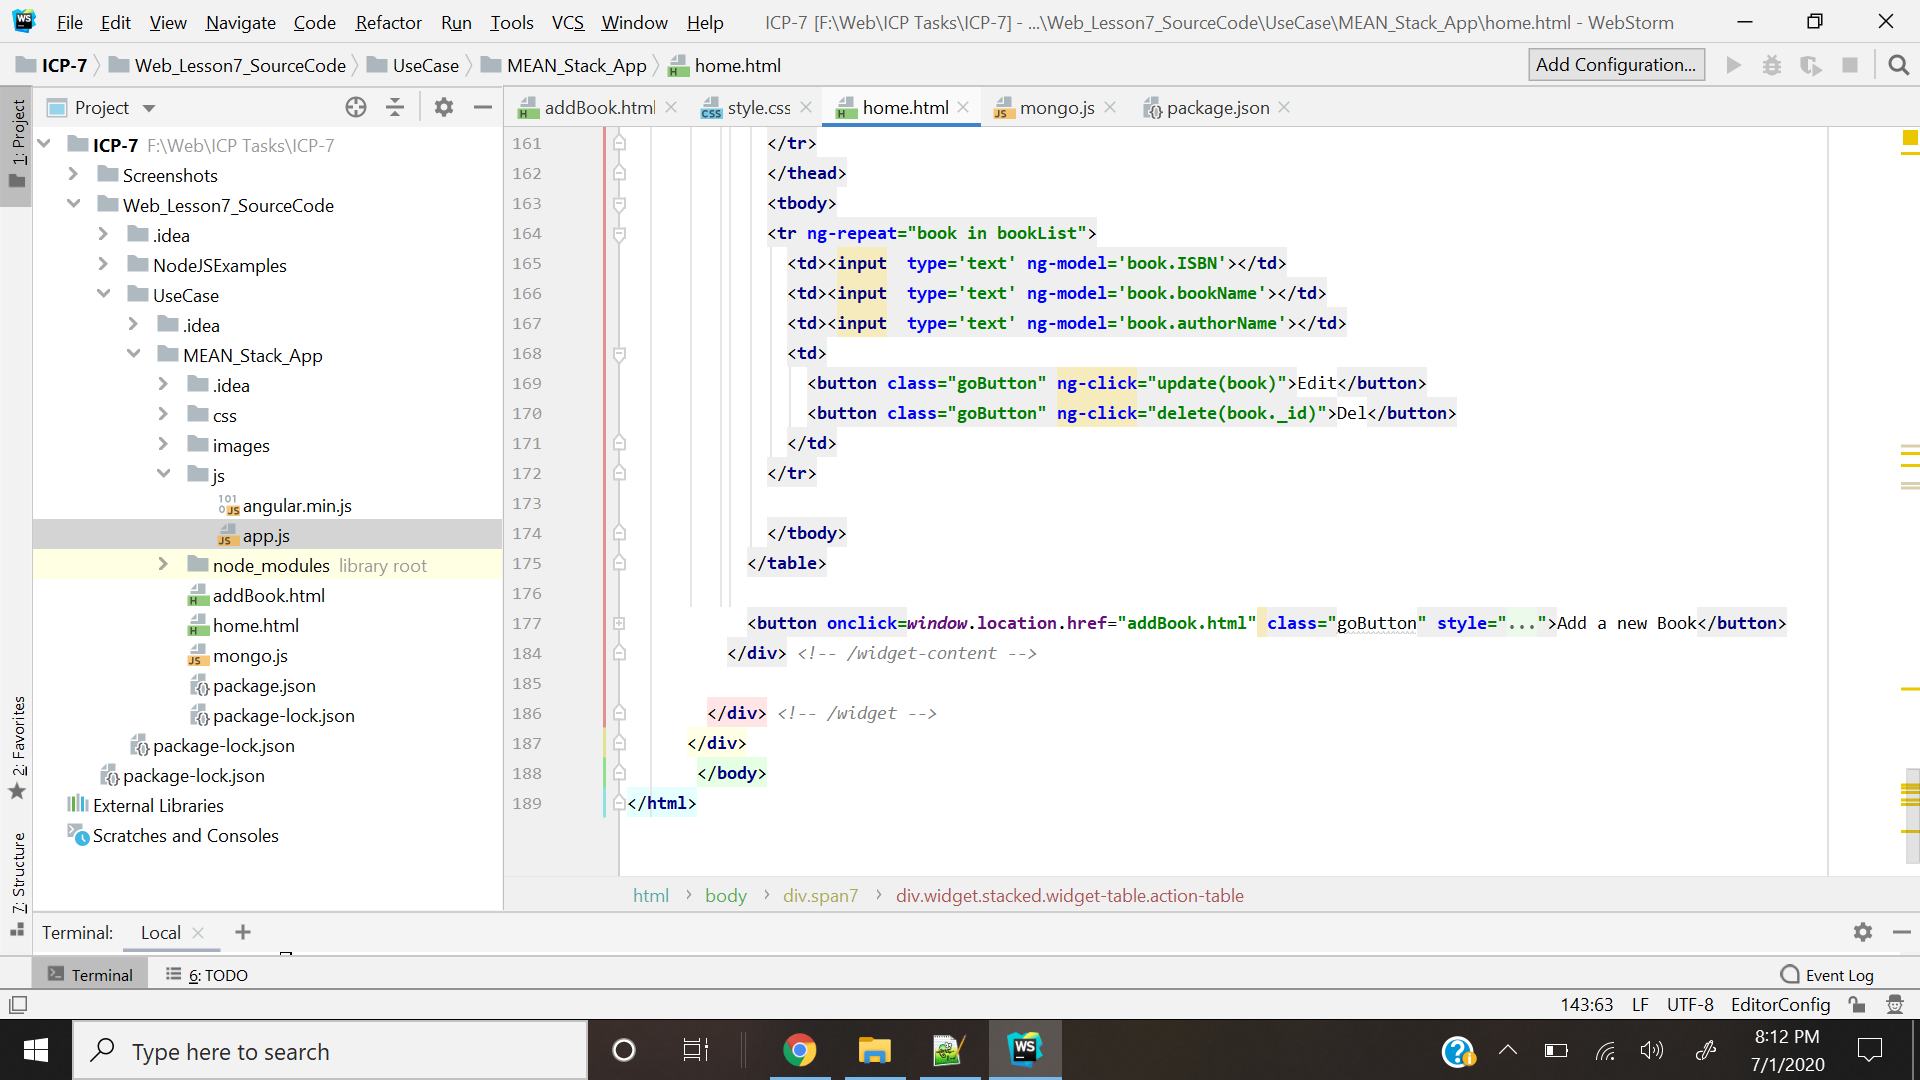 WS File Edit View Navigate Code Refactor Run Tools VCS Window Help ICP-7 [F:\Web\ICP Tasks\ICP-7] - ...\Web_Lesson7_SourceCode\UseCase\MEAN_Stack_App\home.html - WebStorm
ICP-7 Web_Lesson7_SourceCode UseCase MEAN_Stack_App home.html Add Configuration...
1: Project
Project
ICP-7 F:\Web\ICP Tasks\ICP-7
Screenshots
Web_Lesson7_SourceCode
.idea
NodeJSExamples
UseCase
.idea
MEAN_Stack_App
.idea
css
images
js
angular.min.js
app.js
node_modules library root
addBook.html
home.html
mongo.js
package.json
package-lock.json
package-lock.json
package-lock.json
External Libraries
Scratches and Consoles
2: Favorites
7: Structure
addBook.html style.css home.html mongo.js package.json
161 </tr>
162 </thead>
163 <tbody>
164 <tr ng-repeat="book in bookList">
165 <td><input  type='text' ng-model='book.ISBN'></td>
166 <td><input  type='text' ng-model='book.bookName'></td>
167 <td><input  type='text' ng-model='book.authorName'></td>
168 <td>
169 <button class="goButton" ng-click="update(book)">Edit</button>
170 <button class="goButton" ng-click="delete(book._id)">Del</button>
171 </td>
172 </tr>
173
174 </tbody>
175 </table>
176
177 <button onclick=window.location.href="addBook.html" class="goButton" style="...">Add a new Book</button>
184 </div> <!-- /widget-content -->
185
186 </div> <!-- /widget -->
187 </div>
188 </body>
189 </html>
html › body › div.span7 › div.widget.stacked.widget-table.action-table
Terminal: Local
Terminal 6: TODO Event Log
143:63 LF UTF-8 EditorConfig
Type here to search
WS
8:12 PM
7/1/2020